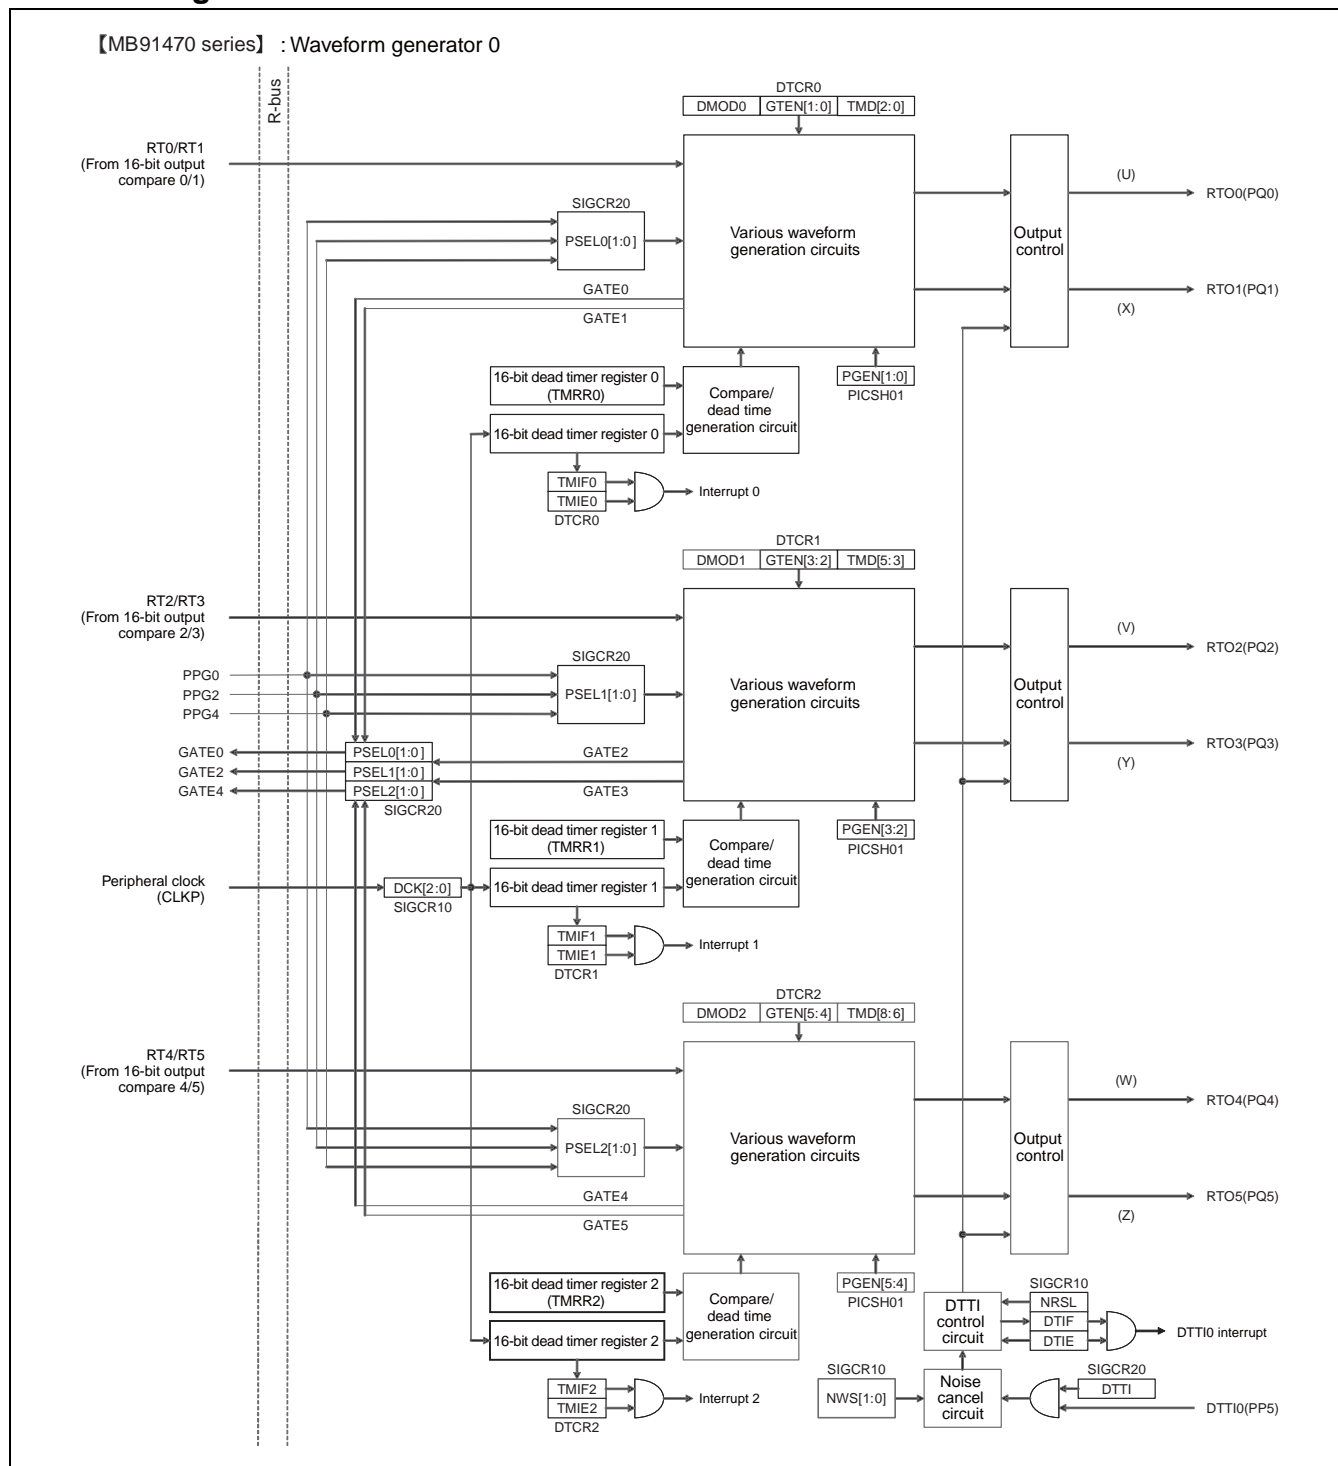 【MB91470 series】 : Waveform generator 0
R-bus
DTCR0
DMOD0 GTEN[1:0] TMD[2:0]
RT0/RT1
(From 16-bit output
compare 0/1)
SIGCR20
PSEL0[1:0]
Various waveform
generation circuits
Output
control
(U)
RTO0(PQ0)
RTO1(PQ1)
(X)
GATE0
GATE1
16-bit dead timer register 0
(TMRR0)
16-bit dead timer register 0
Compare/
dead time
generation circuit
PGEN[1:0]
PICSH01
TMIF0
TMIE0
DTCR0
Interrupt 0
DTCR1
DMOD1 GTEN[3:2] TMD[5:3]
RT2/RT3
(From 16-bit output
compare 2/3)
SIGCR20
PSEL1[1:0]
Various waveform
generation circuits
Output
control
(V)
RTO2(PQ2)
RTO3(PQ3)
(Y)
PPG0
PPG2
PPG4
GATE0
GATE2
GATE4
PSEL0[1:0]
PSEL1[1:0]
PSEL2[1:0]
SIGCR20
GATE2
GATE3
16-bit dead timer register 1
(TMRR1)
16-bit dead timer register 1
Compare/
dead time
generation circuit
PGEN[3:2]
PICSH01
Peripheral clock
(CLKP)
DCK[2:0]
SIGCR10
TMIF1
TMIE1
DTCR1
Interrupt 1
DTCR2
DMOD2 GTEN[5:4] TMD[8:6]
RT4/RT5
(From 16-bit output
compare 4/5)
SIGCR20
PSEL2[1:0]
Various waveform
generation circuits
Output
control
(W)
RTO4(PQ4)
RTO5(PQ5)
(Z)
GATE4
GATE5
16-bit dead timer register 2
(TMRR2)
16-bit dead timer register 2
Compare/
dead time
generation circuit
PGEN[5:4]
PICSH01
TMIF2
TMIE2
DTCR2
Interrupt 2
DTTI
control
circuit
SIGCR10
NRSL
DTIF
DTIE
DTTI0 interrupt
SIGCR10
NWS[1:0]
Noise
cancel
circuit
SIGCR20
DTTI
DTTI0(PP5)